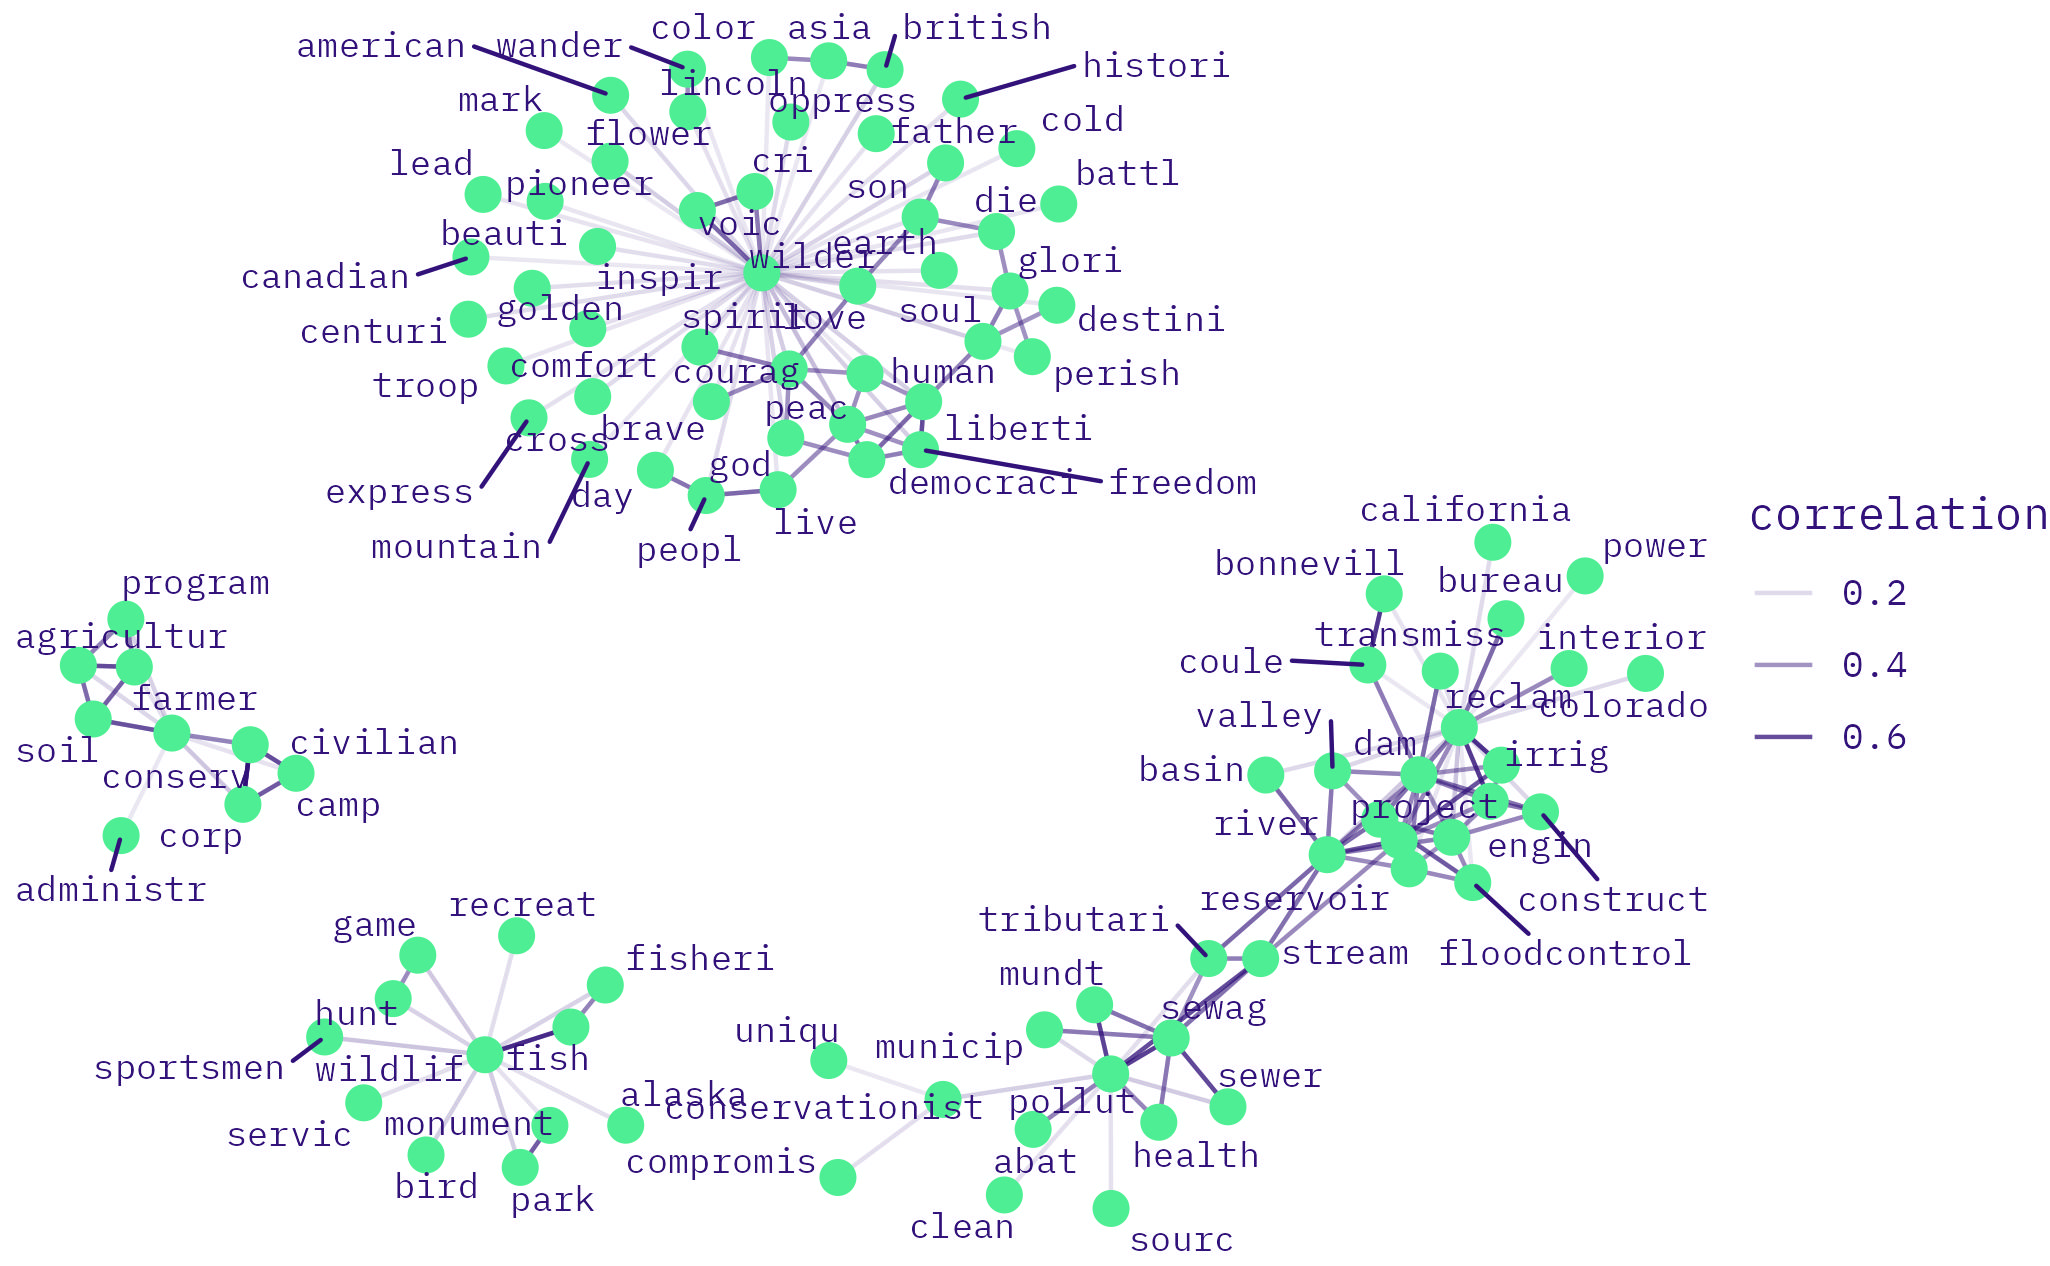 color
asia
british
american
wander
histori
lincoln
mark
oppress
cold
flower
father
lead
cri
battl
pioneer
son
die
voic
beauti
earth
wilder
glori
canadian
inspir
golden
soul
spirit
love
destini
centuri
comfort
courag
human
perish
troop
peac
cross
brave
liberti
god
democraci
freedom
express
day
live
mountain
peopl
california
correlation
power
bonnevill
bureau
program
0.2
agricultur
transmiss
interior
coule
0.4
farmer
reclam
colorado
valley
0.6
soil
civilian
dam
irrig
conserv
basin
camp
project
river
corp
engin
administr
reservoir
construct
recreat
game
tributari
stream
floodcontrol
fisheri
mundt
hunt
sewag
uniqu
municip
sportsmen
wildlif
fish
sewer
alaska
conservationist
pollut
servic
monument
compromis
abat
health
bird
park
clean
sourc